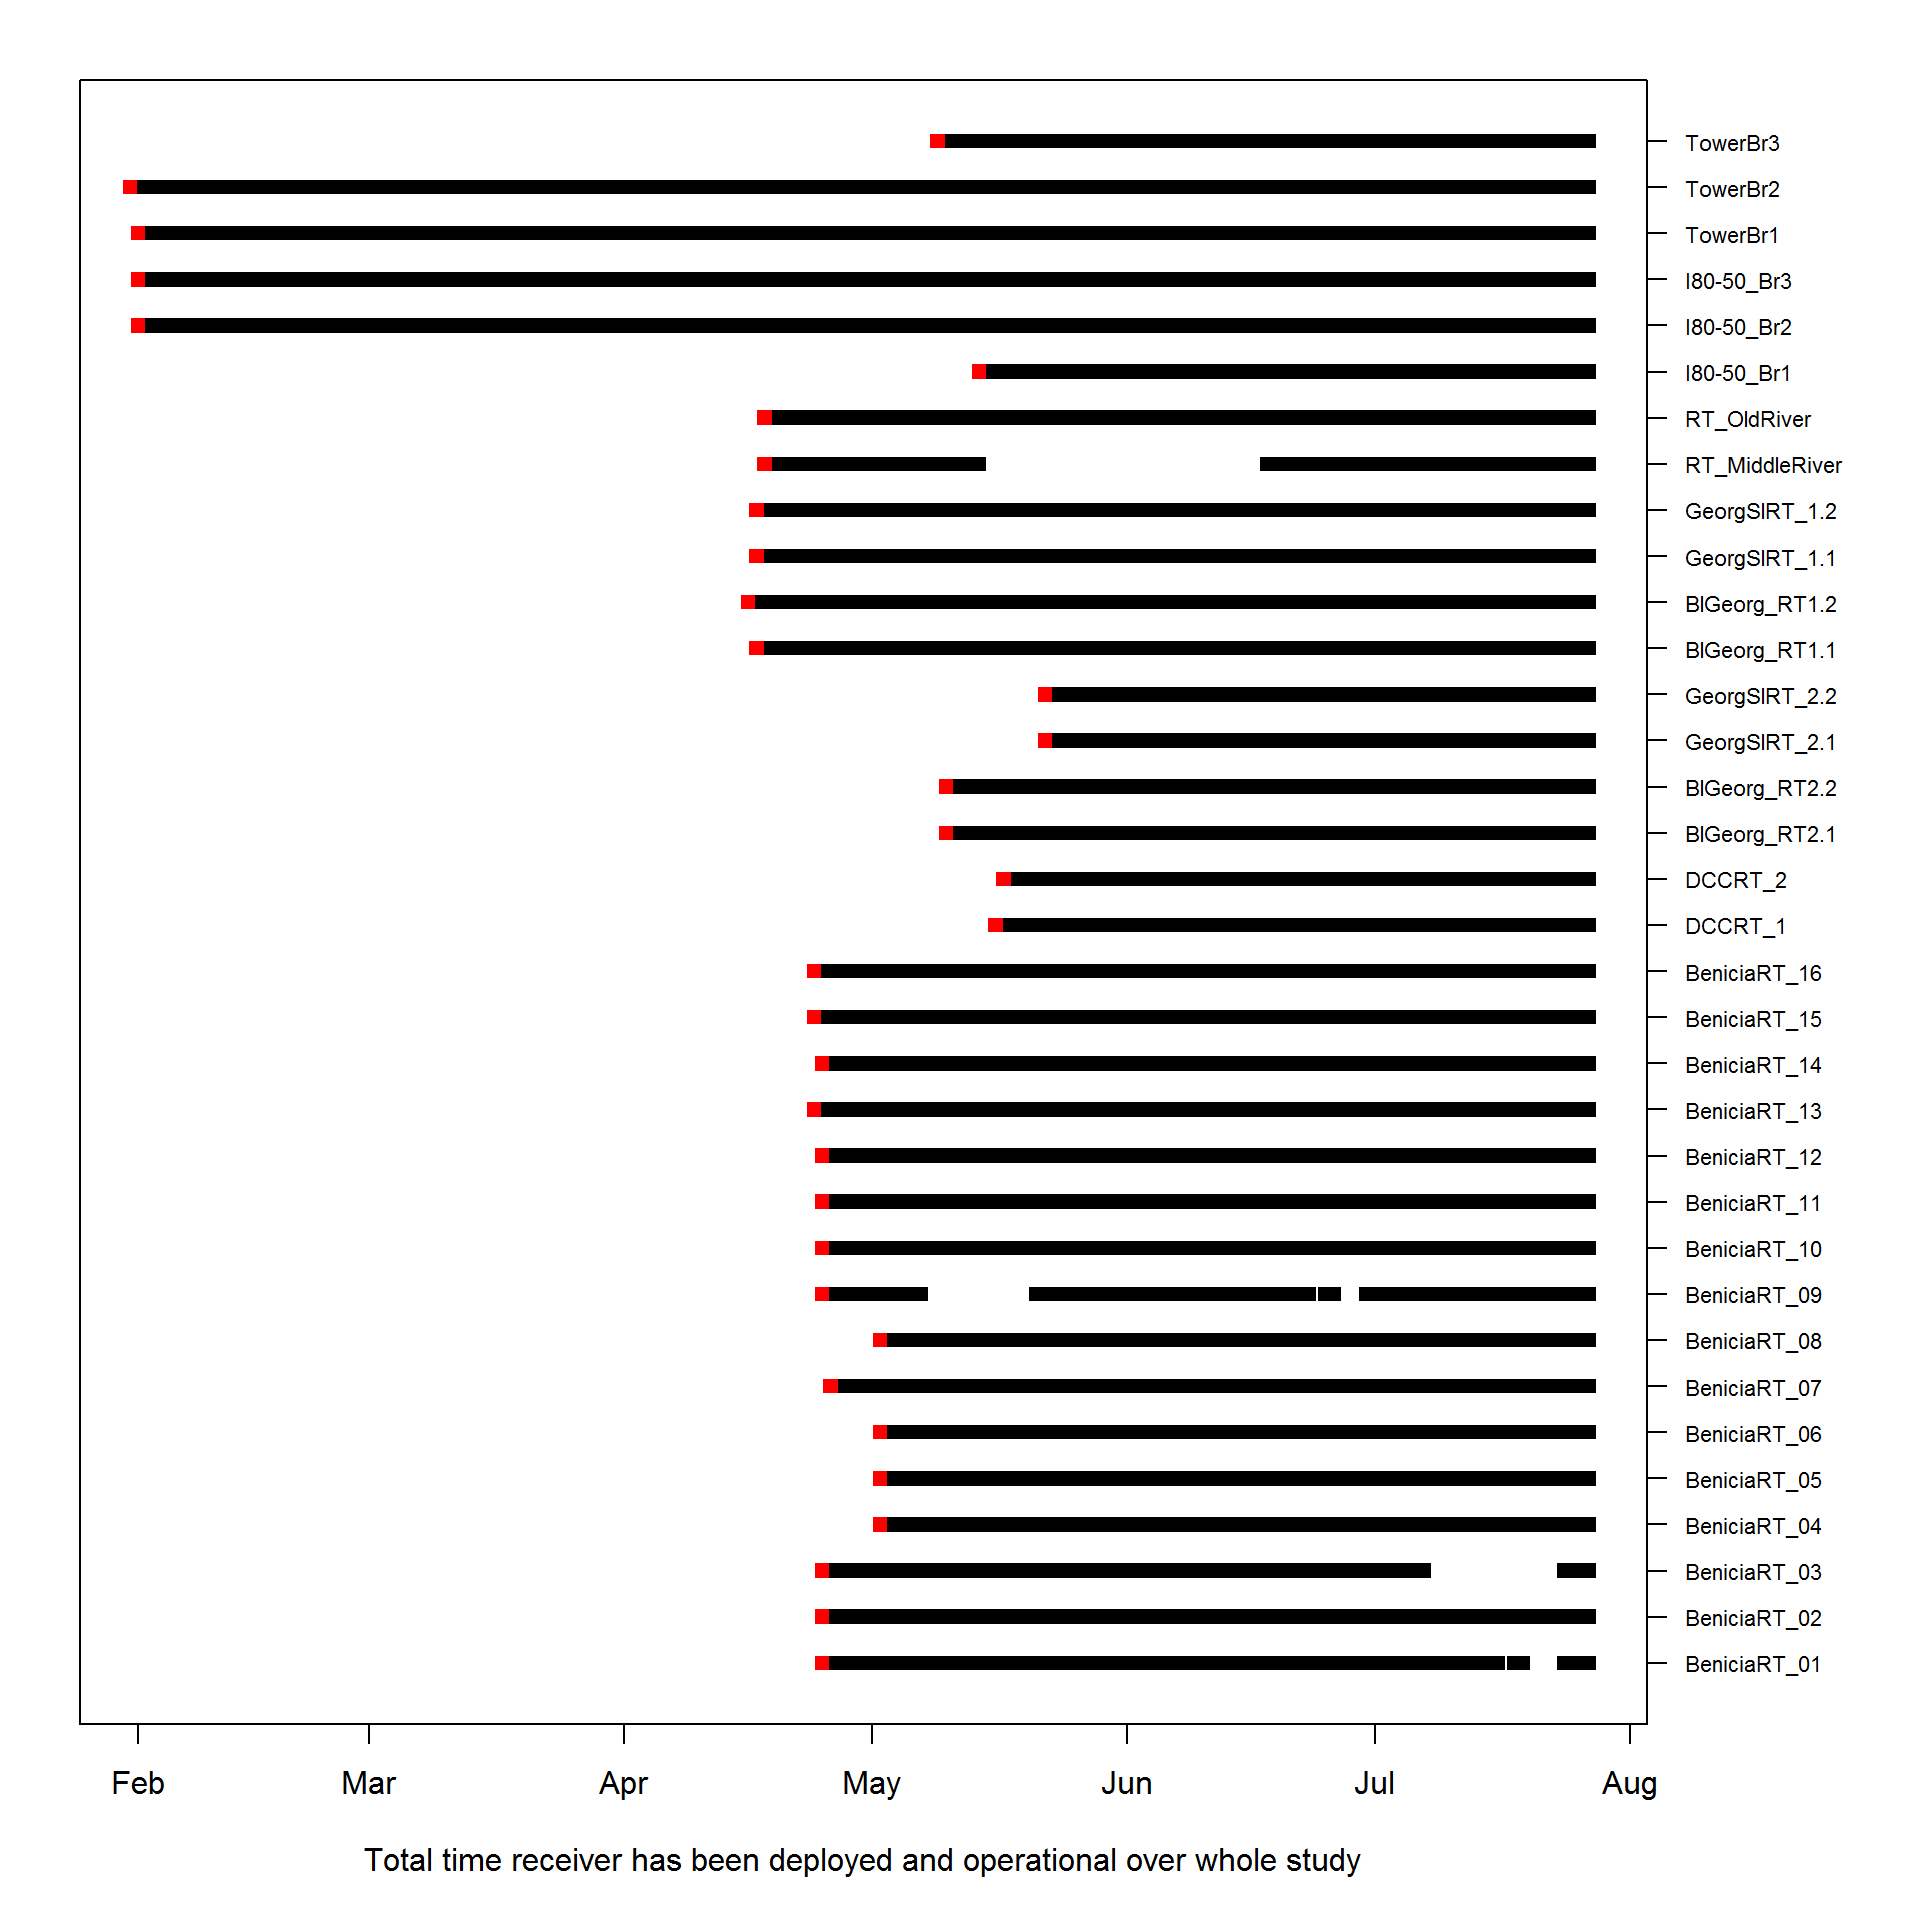 TowerBr3
TowerBr2
TowerBr1
I80-50_Br3
I80-50_Br2
I80-50_Br1
RT_OldRiver
RT_MiddleRiver
GeorgSlRT_1.2
GeorgSlRT_1.1
BlGeorg_RT1.2
BlGeorg_RT1.1
GeorgSlRT_2.2
GeorgSlRT_2.1
BlGeorg_RT2.2
BlGeorg_RT2.1
DCCRT_2
DCCRT_1
BeniciaRT_16
BeniciaRT_15
BeniciaRT_14
BeniciaRT_13
BeniciaRT_12
BeniciaRT_11
BeniciaRT_10
BeniciaRT_09
BeniciaRT_08
BeniciaRT_07
BeniciaRT_06
BeniciaRT_05
BeniciaRT_04
BeniciaRT_03
BeniciaRT_02
BeniciaRT_01
Feb Mar Apr May Jun Jul Aug
Total time receiver has been deployed and operational over whole study